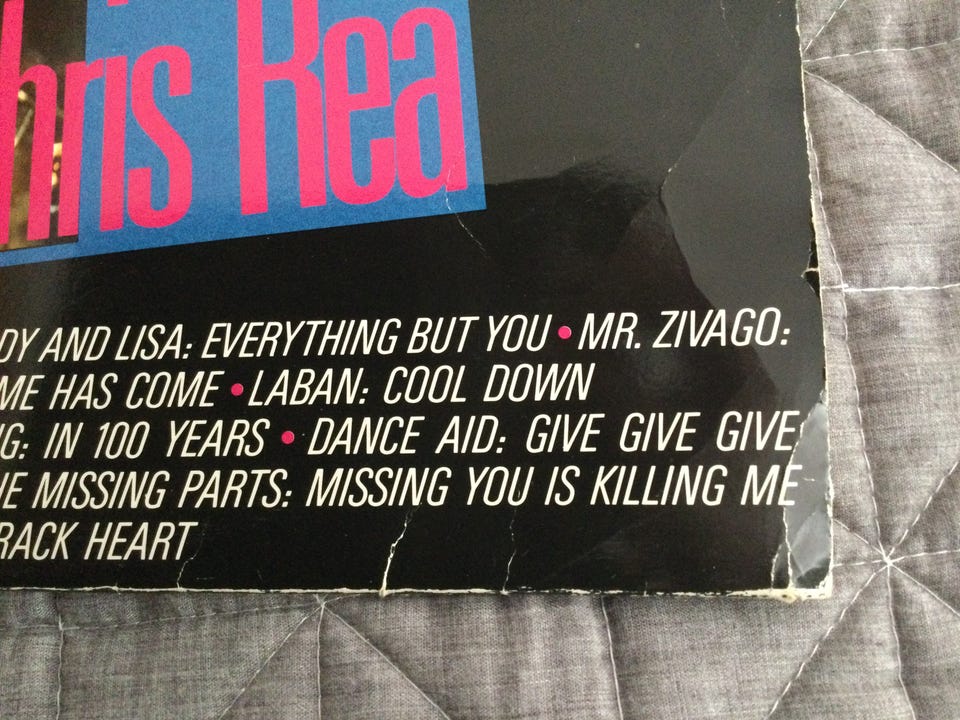 hris Rea
DY AND LISA: EVERYTHING BUT YOU • MR. ZIVAGO:
ME HAS COME • LABAN: COOL DOWN
G: IN 100 YEARS • DANCE AID: GIVE GIVE GIVE
E MISSING PARTS: MISSING YOU IS KILLING ME
RACK HEART